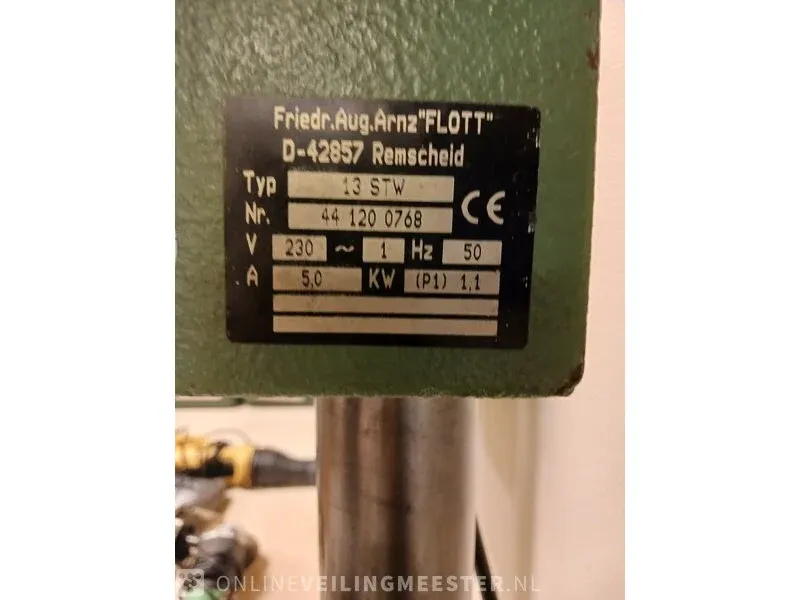 Friedr.Aug.Arnz"FLOTT"
D-42857 Remscheid
Typ 13 STW
Nr. 44 120 0768 CE
V 230 ~ 1 Hz 50
A 5,0 KW (P1) 1,1
ONLINEVEILINGMEESTER.NL